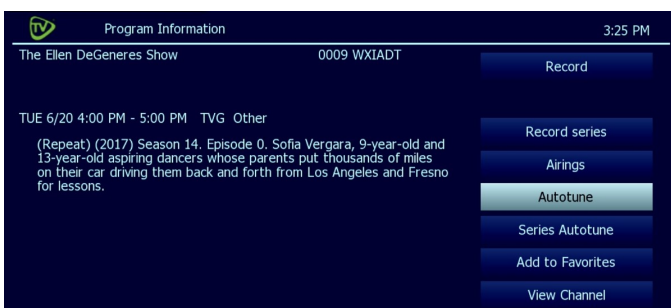 TV
Program Information
3:25 PM
The Ellen DeGeneres Show
0009 WXIADT
TUE 6/20 4:00 PM - 5:00 PM TVG Other
(Repeat) (2017) Season 14. Episode 0. Sofia Vergara, 9-year-old and
13-year-old aspiring dancers whose parents put thousands of miles
on their car driving them back and forth from Los Angeles and Fresno
for lessons.
Record
Record series
Airings
Autotune
Series Autotune
Add to Favorites
View Channel